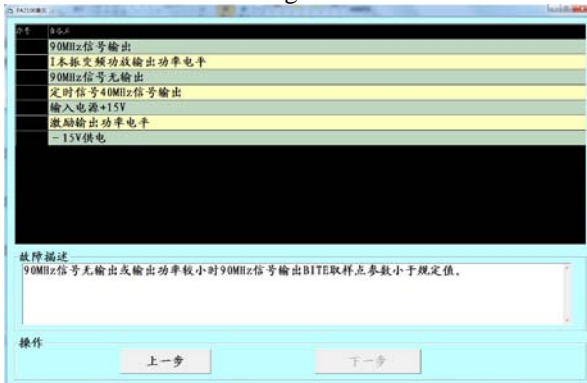 90MHz信号输出
I本振变频功放输出功率电平
90MHz信号无输出
定时信号40MHz信号输出
输入电源+15V
激励输出功率电平
-15V供电
故障描述
90MHz信号无输出或输出功率较小时90MHz信号输出BITE取样点参数小于规定值。
操作
上一步
下一步